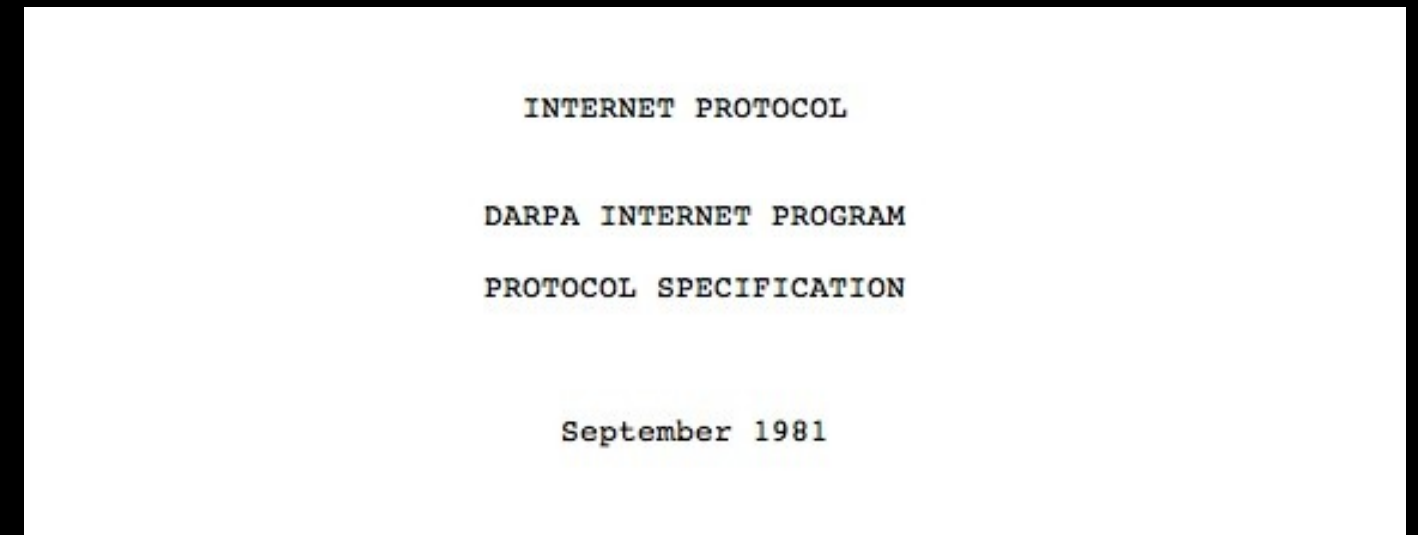 INTERNET PROTOCOL
DARPA INTERNET PROGRAM
PROTOCOL SPECIFICATION
September 1981